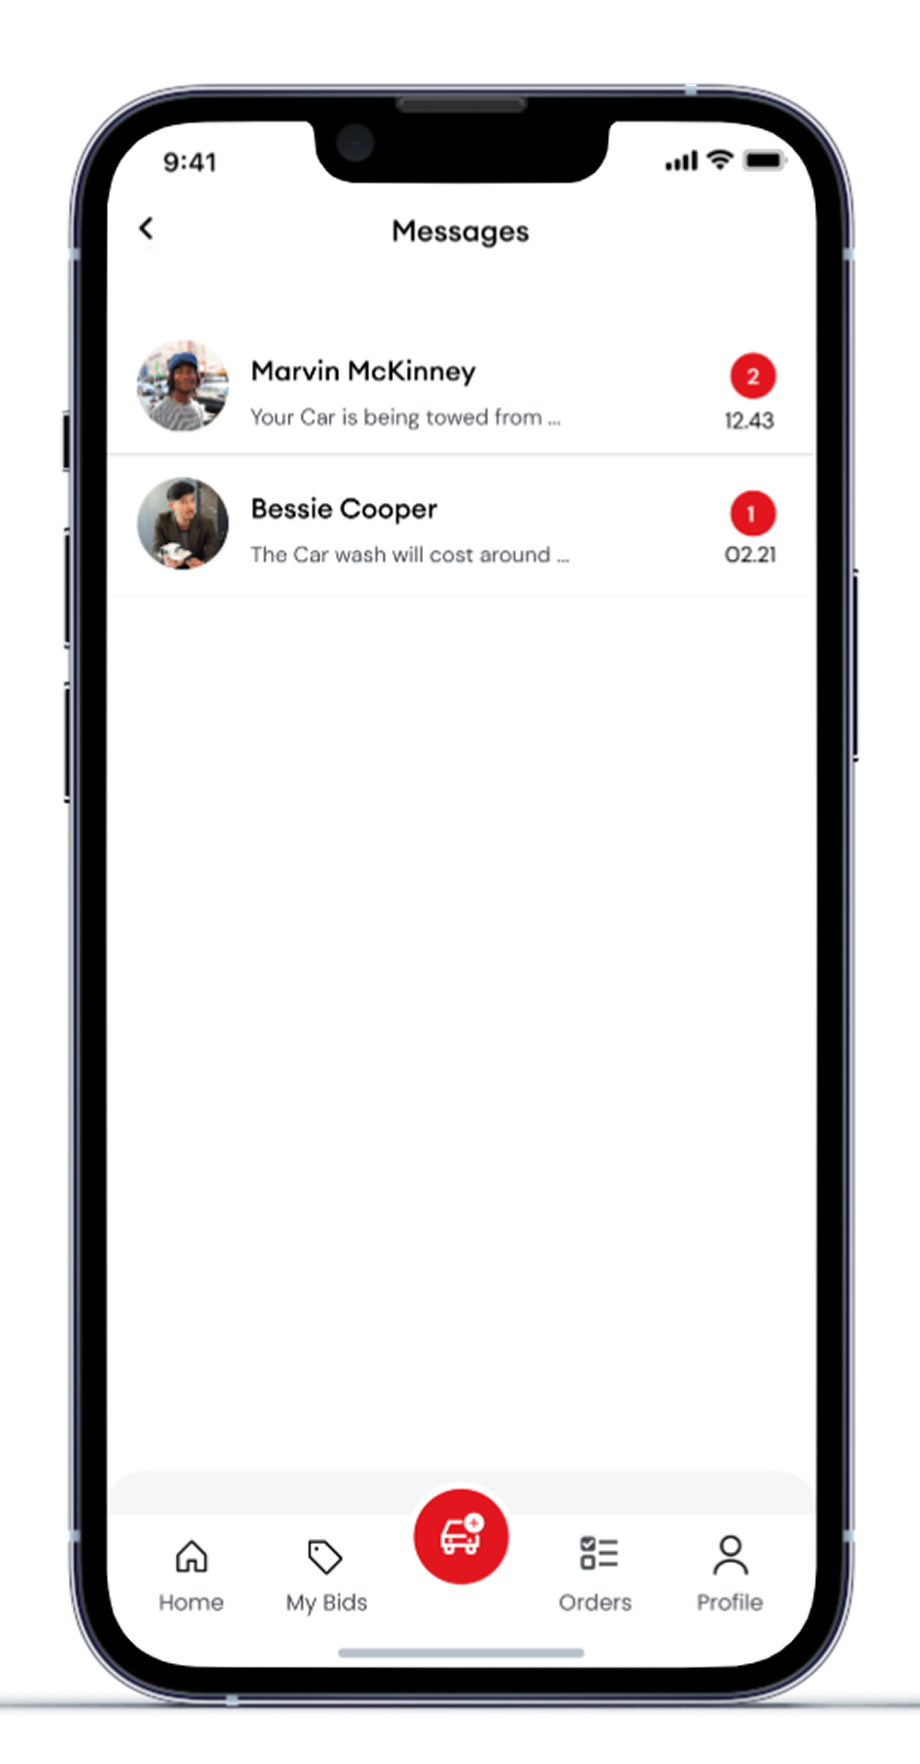 9:41
Messages
Marvin McKinney
2
Your Car is being towed from ...
12.43
Bessie Cooper
1
The Car wash will cost around ...
02.21
Home
My Bids
Orders
Profile